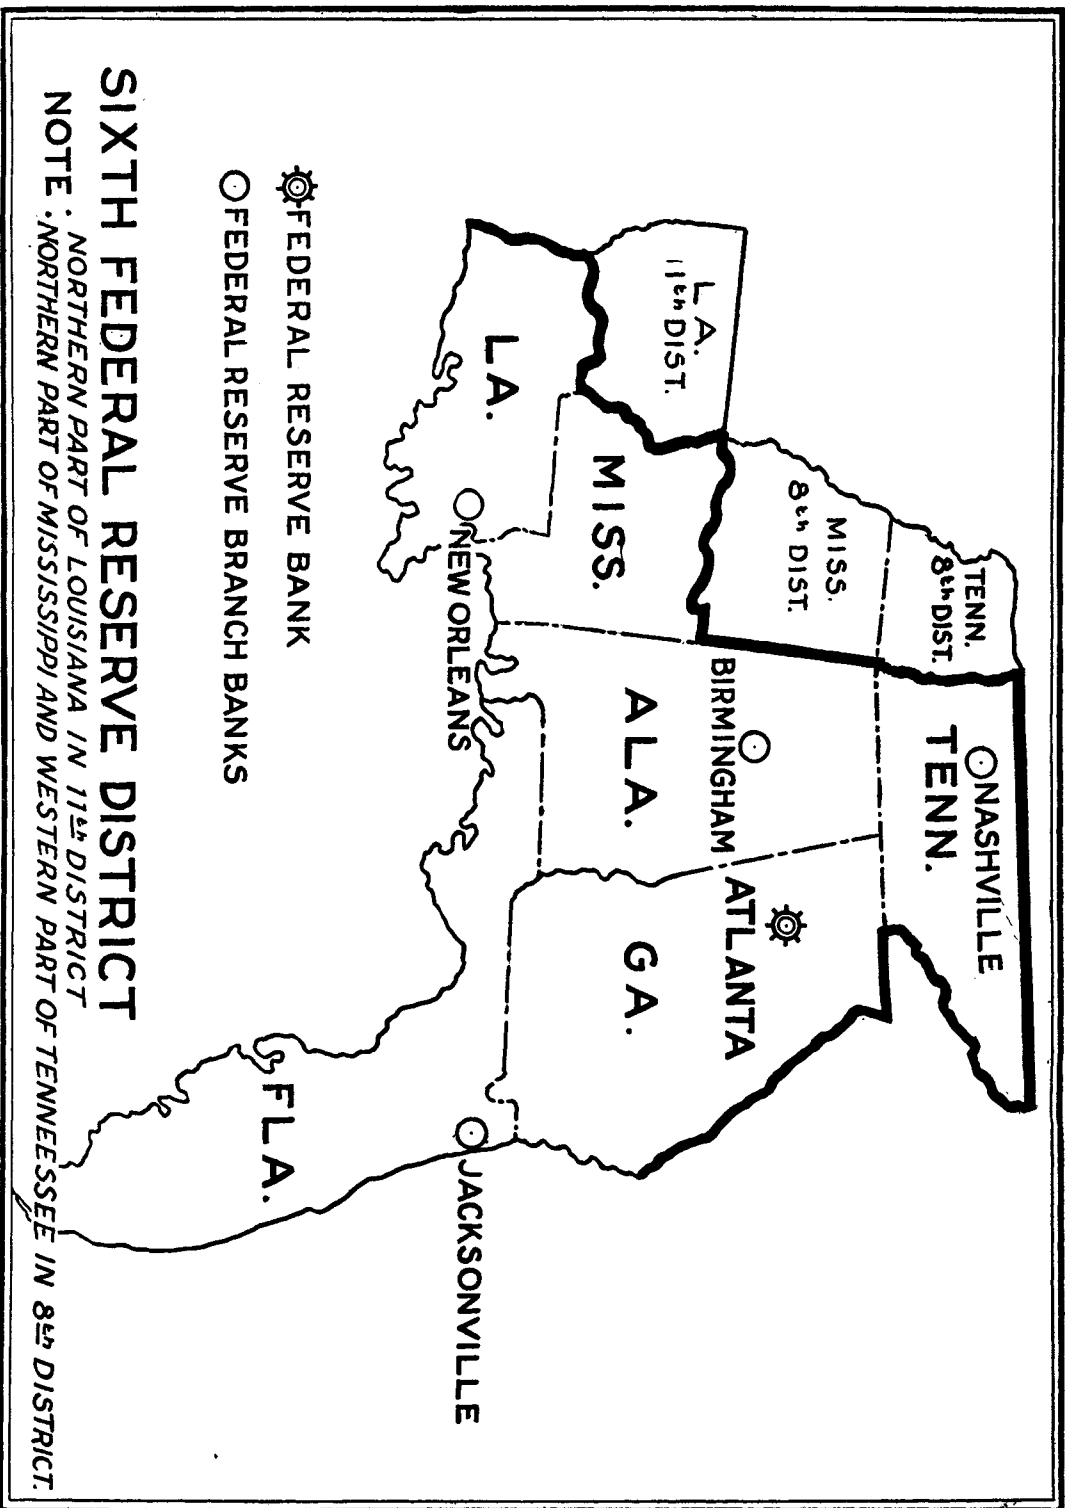 TENN.
8th DIST.
NASHVILLE
TENN.
MISS.
8th DIST.
LA.
11th DIST.
BIRMINGHAM
ATLANTA
MISS.
ALA.
GA.
LA.
NEW ORLEANS
JACKSONVILLE
FLA.
FEDERAL RESERVE BANK
FEDERAL RESERVE BRANCH BANKS
SIXTH FEDERAL RESERVE DISTRICT
NOTE · NORTHERN PART OF LOUISIANA IN 11th DISTRICT
·NORTHERN PART OF MISSISSIPPI AND WESTERN PART OF TENNEESSEE IN 8th DISTRICT.